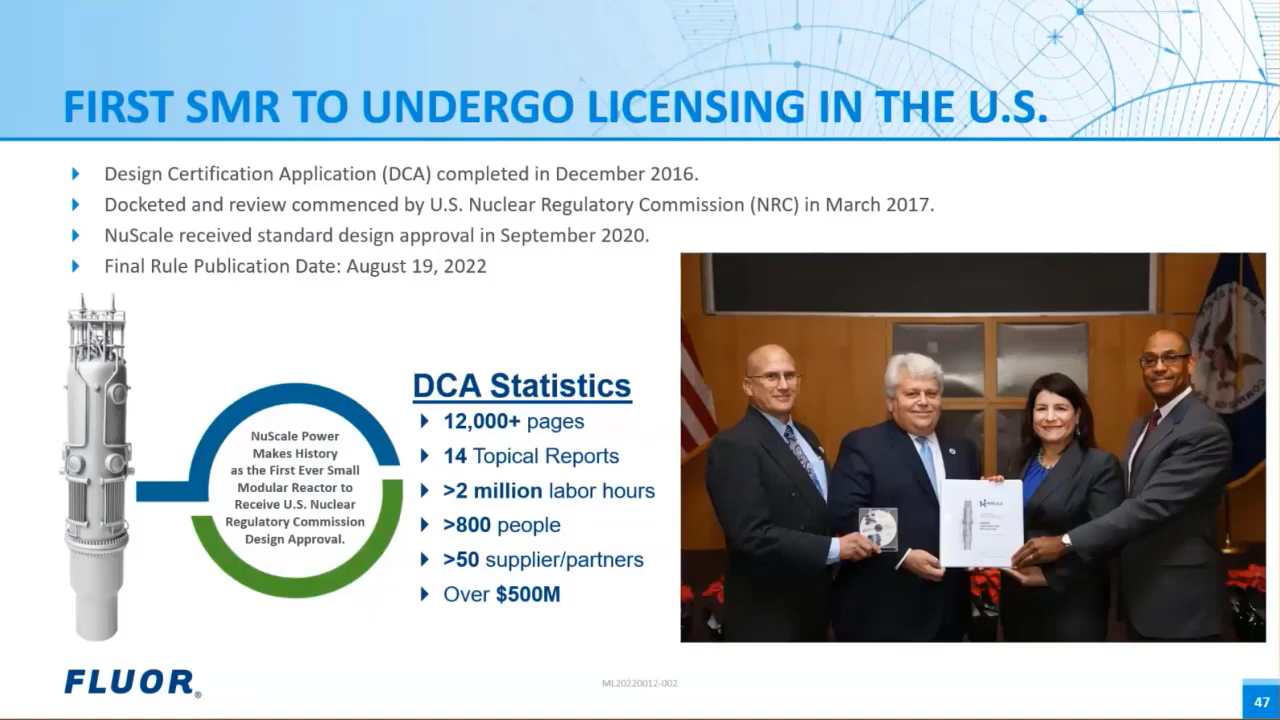 FIRST SMR TO UNDERGO LICENSING IN THE U.S.
Design Certification Application (DCA) completed in December 2016.
Docketed and review commenced by U.S. Nuclear Regulatory Commission (NRC) in March 2017.
NuScale received standard design approval in September 2020.
Final Rule Publication Date: August 19, 2022
NuScale Power
Makes History
as the First Ever Small
Modular Reactor to
Receive U.S. Nuclear
Regulatory Commission
Design Approval.
DCA Statistics
12,000+ pages
14 Topical Reports
>2 million labor hours
>800 people
>50 supplier/partners
Over $500M
FLUOR®
ML20220012-002
47